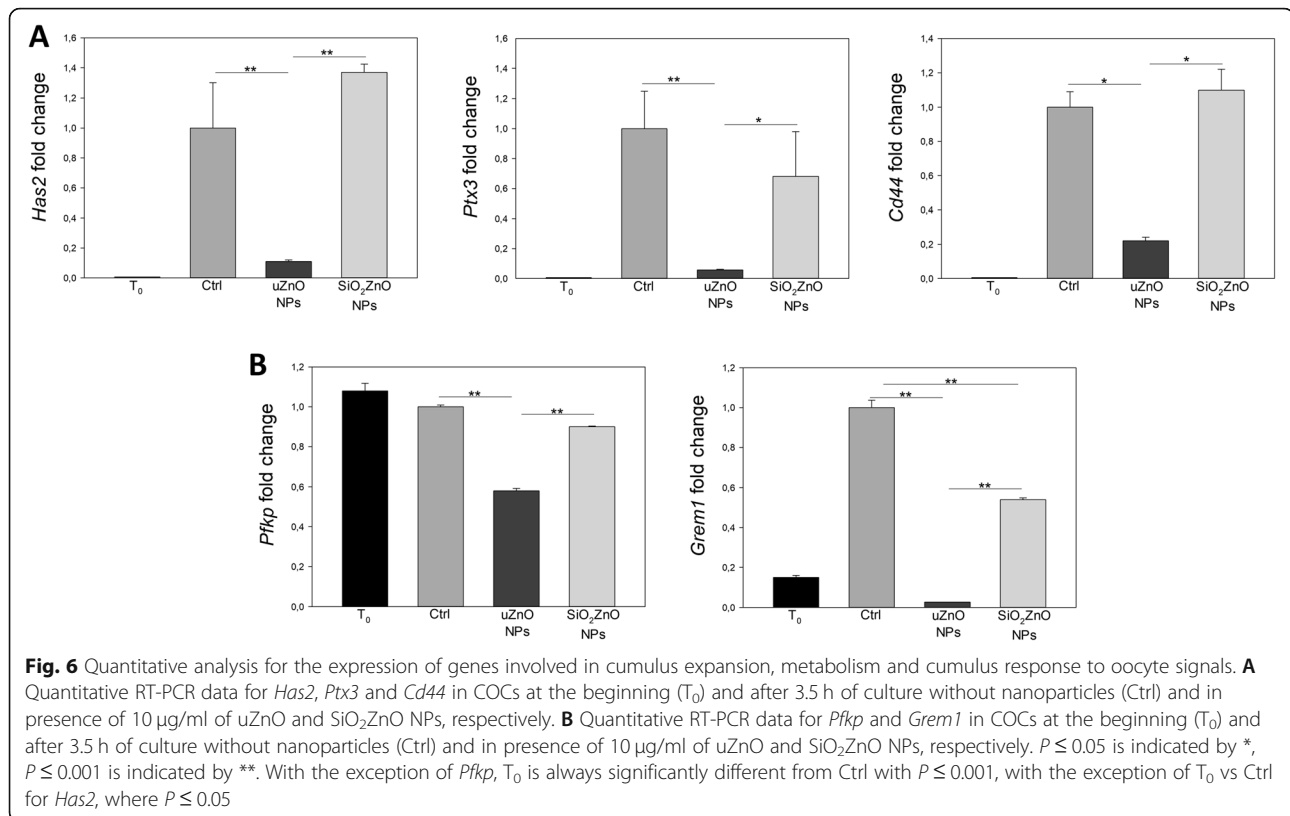 A
Has2 fold change
1,6
1,4
1,2
1,0
0,8
0,6
0,4
0,2
0,0
**
**
T₀
Ctrl
uZnO
NPs
SiO₂ZnO
NPs
Ptx3 fold change
1,6
1,4
1,2
1,0
0,8
0,6
0,4
0,2
0,0
**
*
T₀
Ctrl
uZnO
NPs
SiO₂ZnO
NPs
Cd44 fold change
1,4
1,2
1,0
0,8
0,6
0,4
0,2
0,0
*
*
T₀
Ctrl
uZnO
NPs
SiO₂ZnO
NPs
B
Pfkp fold change
1,2
1,0
0,8
0,6
0,4
0,2
0,0
**
**
T₀
Ctrl
uZnO
NPs
SiO₂ZnO
NPs
Grem1 fold change
1,2
1,0
0,8
0,6
0,4
0,2
0,0
**
**
**
T₀
Ctrl
uZnO
NPs
SiO₂ZnO
NPs
Fig. 6 Quantitative analysis for the expression of genes involved in cumulus expansion, metabolism and cumulus response to oocyte signals. A
Quantitative RT-PCR data for Has2, Ptx3 and Cd44 in COCs at the beginning (T₀) and after 3.5 h of culture without nanoparticles (Ctrl) and in
presence of 10 μg/ml of uZnO and SiO₂ZnO NPs, respectively. B Quantitative RT-PCR data for Pfkp and Grem1 in COCs at the beginning (T₀) and
after 3.5 h of culture without nanoparticles (Ctrl) and in presence of 10 μg/ml of uZnO and SiO₂ZnO NPs, respectively. P ≤ 0.05 is indicated by *,
P ≤ 0.001 is indicated by **. With the exception of Pfkp, T₀ is always significantly different from Ctrl with P ≤ 0.001, with the exception of T₀ vs Ctrl
for Has2, where P ≤ 0.05